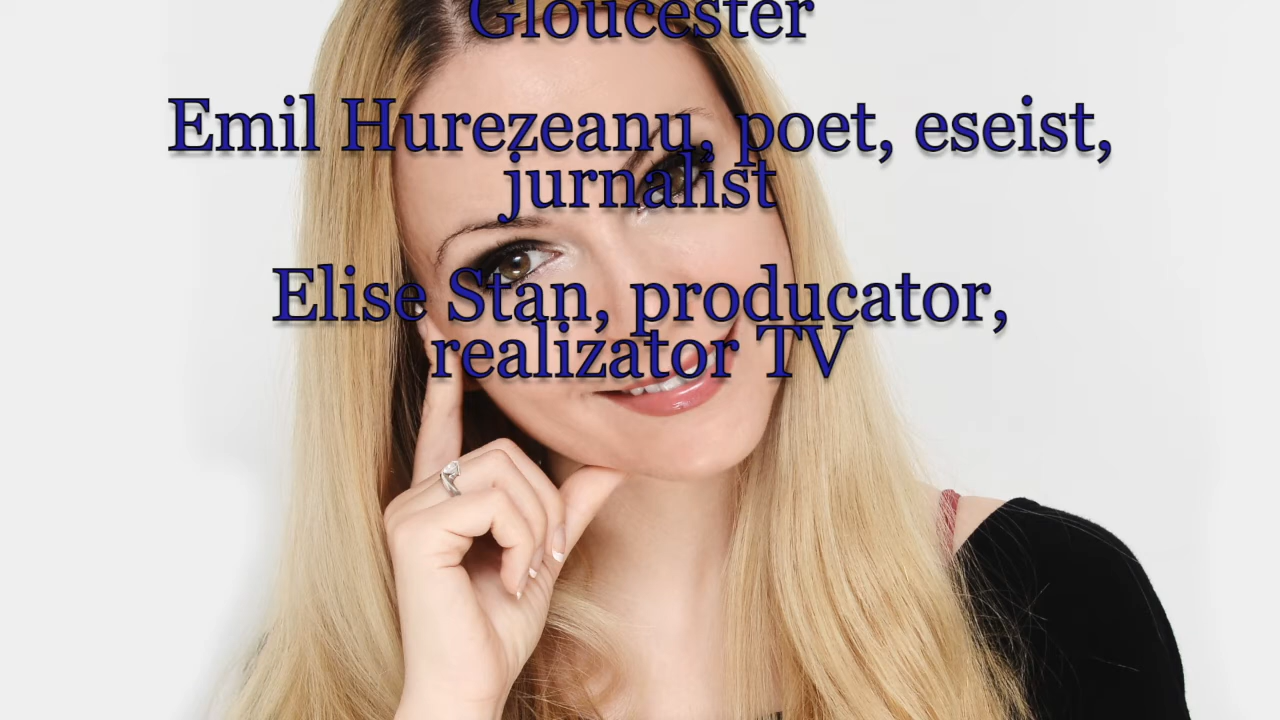 Gloucester
Emil Hurezeanu, poet, eseist,
jurnalist
Elise Stan, producator,
realizator TV